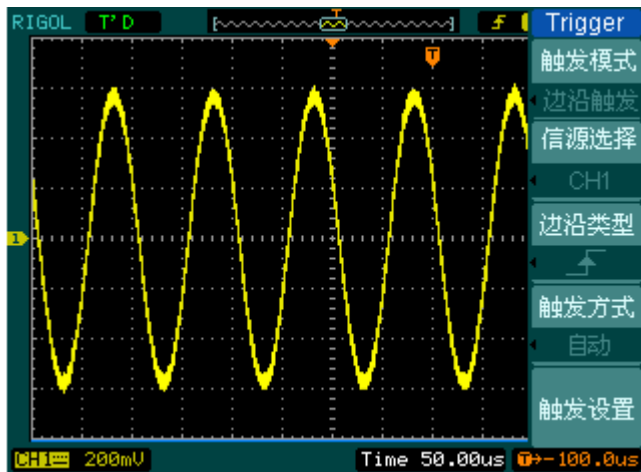 RIGOL T'D
T
Trigger
触发模式
边沿触发
信源选择
CH1
边沿类型
触发方式
自动
触发设置
T
1
CH1 200mV Time 50.00us T→-100.0us